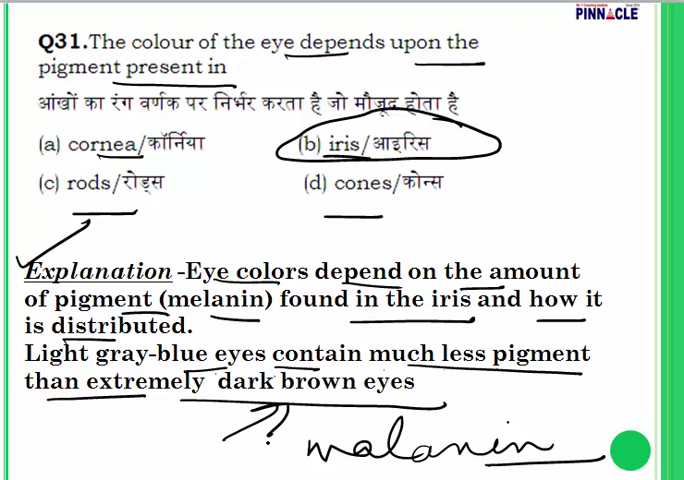 PINNACLE
Q31.The colour of the eye depends upon the
pigment present in
आंखों का रंग वर्णक पर निर्भर करता है जो मौजूद होता है
(a) cornea/कॉर्निया (b) iris/आइरिस
(c) rods/रोड्स (d) cones/कोन्स
Explanation -Eye colors depend on the amount
of pigment (melanin) found in the iris and how it
is distributed.
Light gray-blue eyes contain much less pigment
than extremely dark brown eyes
malanin